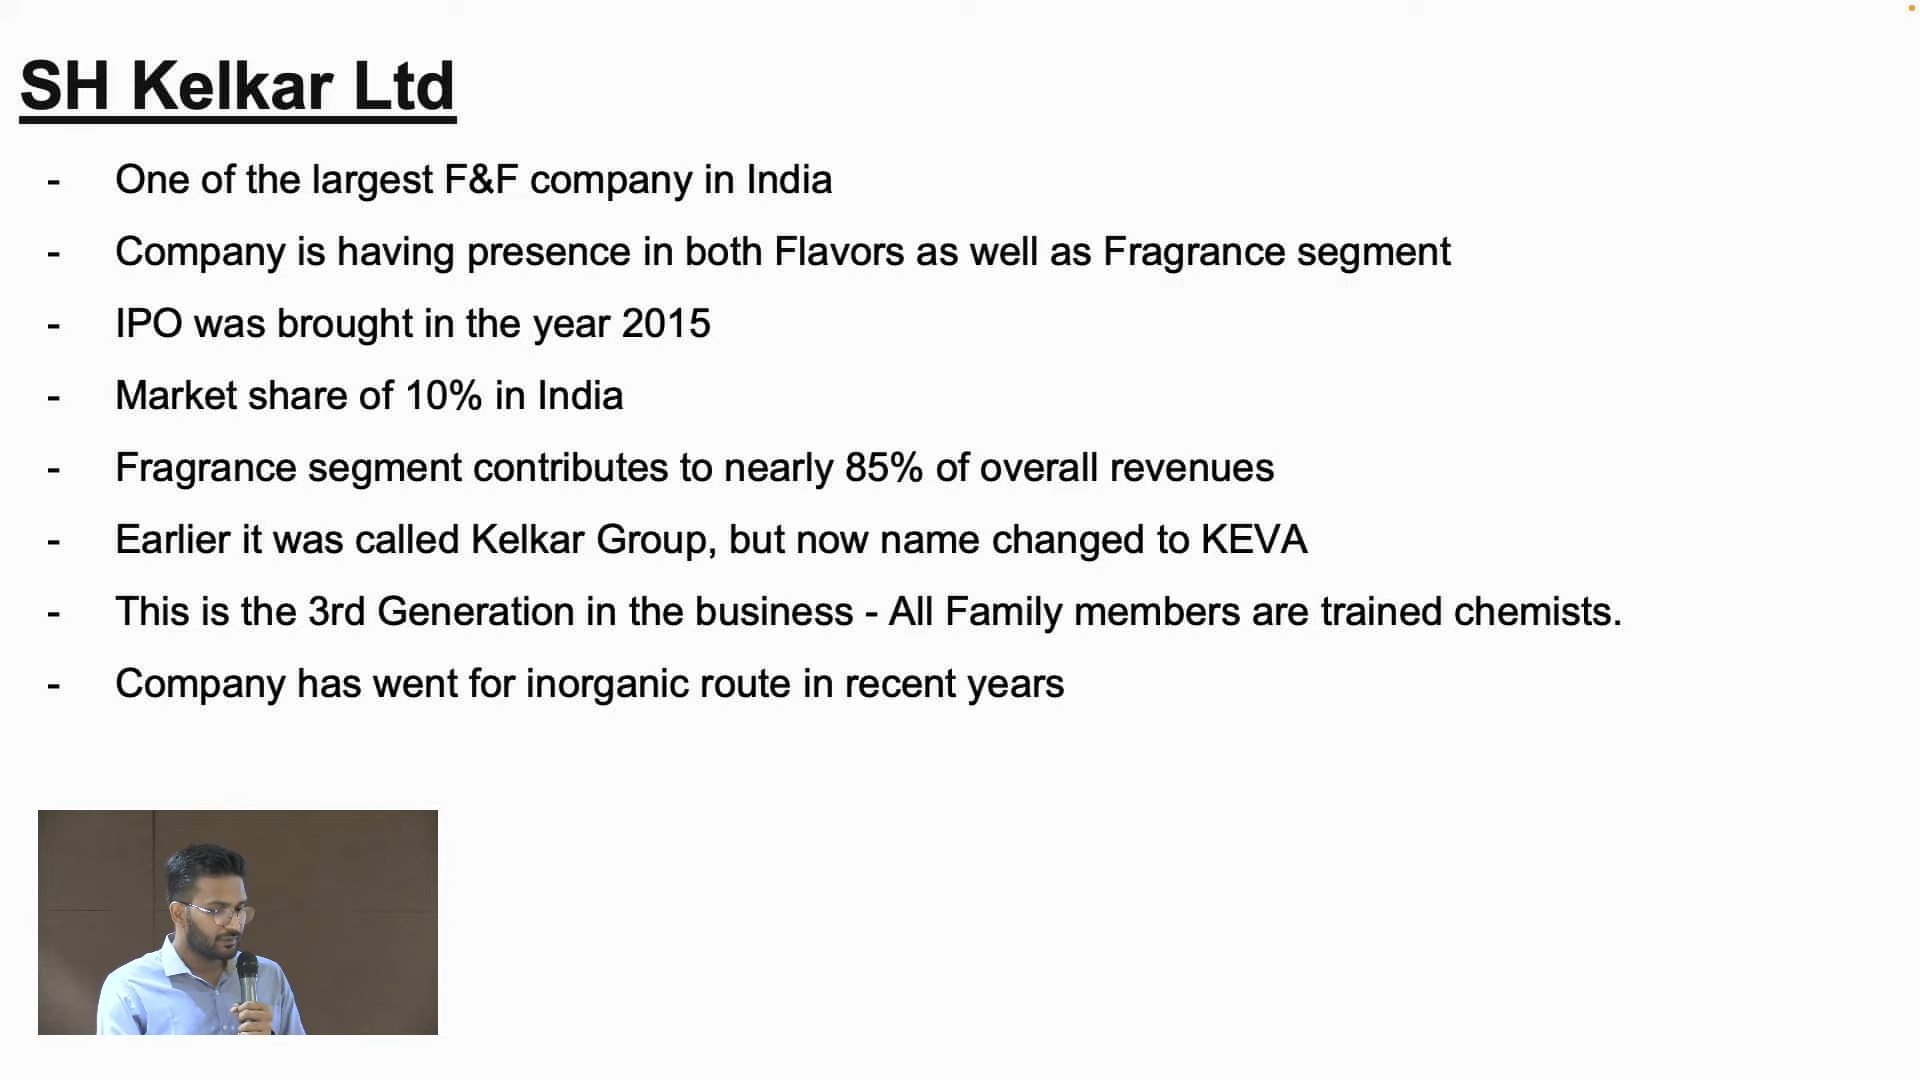 SH Kelkar Ltd
- One of the largest F&F company in India
- Company is having presence in both Flavors as well as Fragrance segment
- IPO was brought in the year 2015
- Market share of 10% in India
- Fragrance segment contributes to nearly 85% of overall revenues
- Earlier it was called Kelkar Group, but now name changed to KEVA
- This is the 3rd Generation in the business - All Family members are trained chemists.
- Company has went for inorganic route in recent years